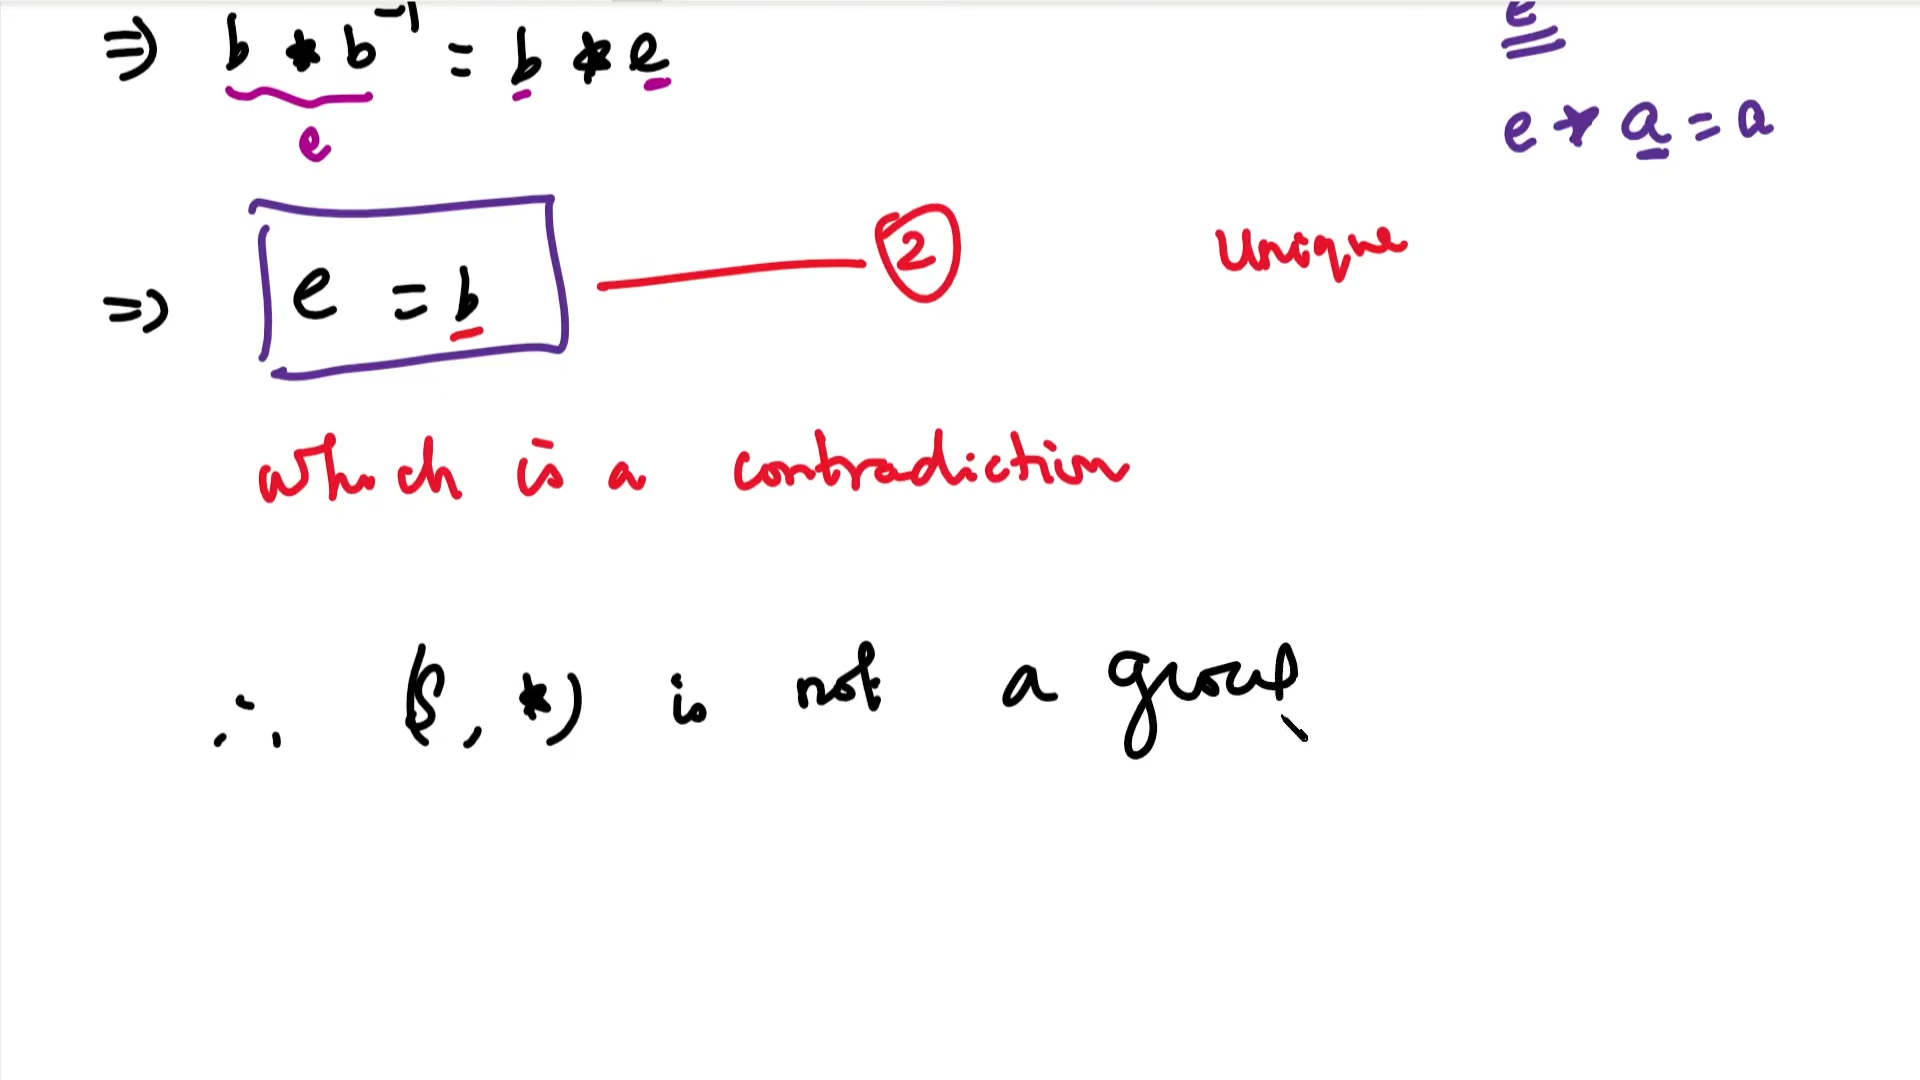 ⇒ b * b⁻¹ = b * e
e
e
e * a = a
⇒ e = b
2
Unique
which is a contradiction
∴ (S, *) is not a group